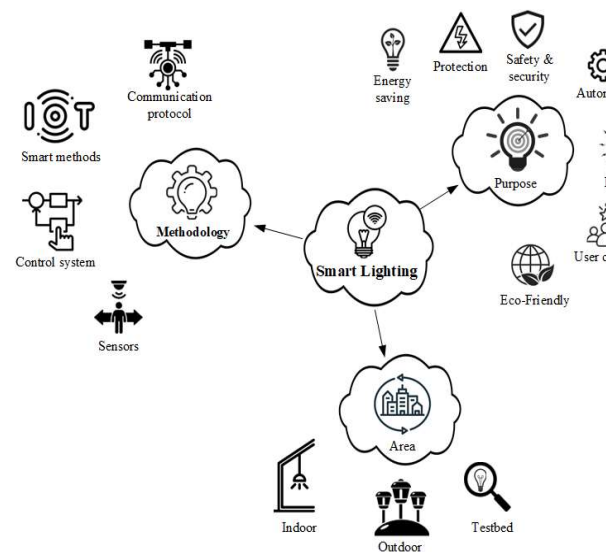 Energy
saving
Protection
Safety &
security
Communication
protocol
IOT
Smart methods
Purpose
Methodology
Control system
Smart Lighting
Eco-Friendly
Sensors
Area
Indoor
Outdoor
Testbed